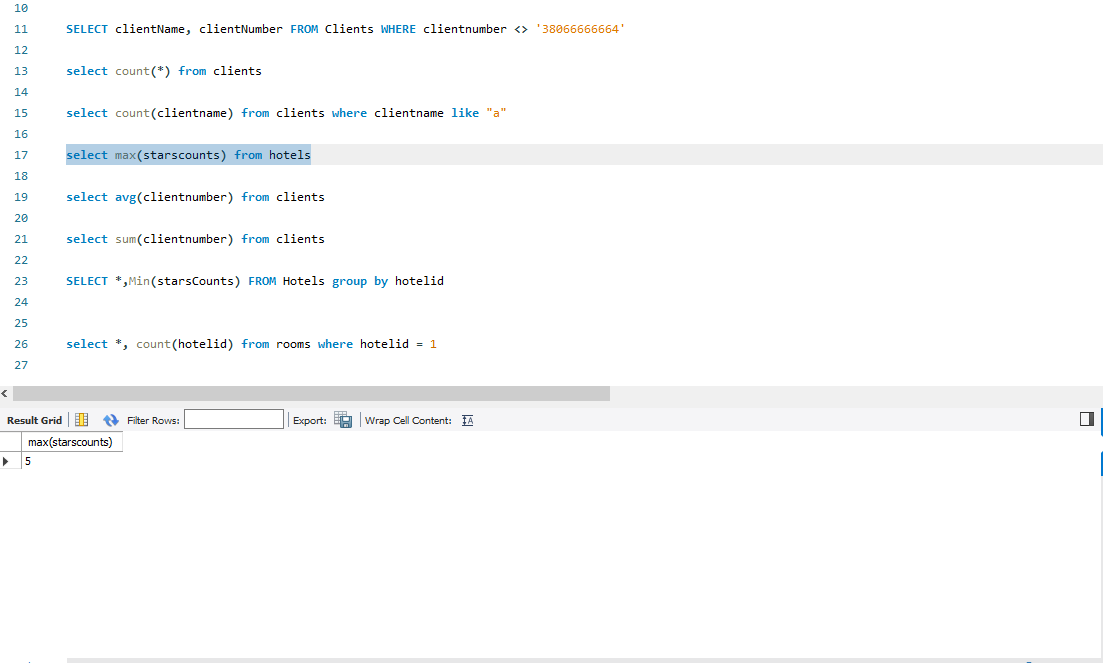 10
11 SELECT clientName, clientNumber FROM Clients WHERE clientnumber <> '38066666664'
12
13 select count(*) from clients
14
15 select count(clientname) from clients where clientname like "a"
16
17 select max(starscounts) from hotels
18
19 select avg(clientnumber) from clients
20
21 select sum(clientnumber) from clients
22
23 SELECT *,Min(starsCounts) FROM Hotels group by hotelid
24
25
26 select *, count(hotelid) from rooms where hotelid = 1
27
Result Grid Filter Rows: Export: Wrap Cell Content: IA
max(starscounts)
5